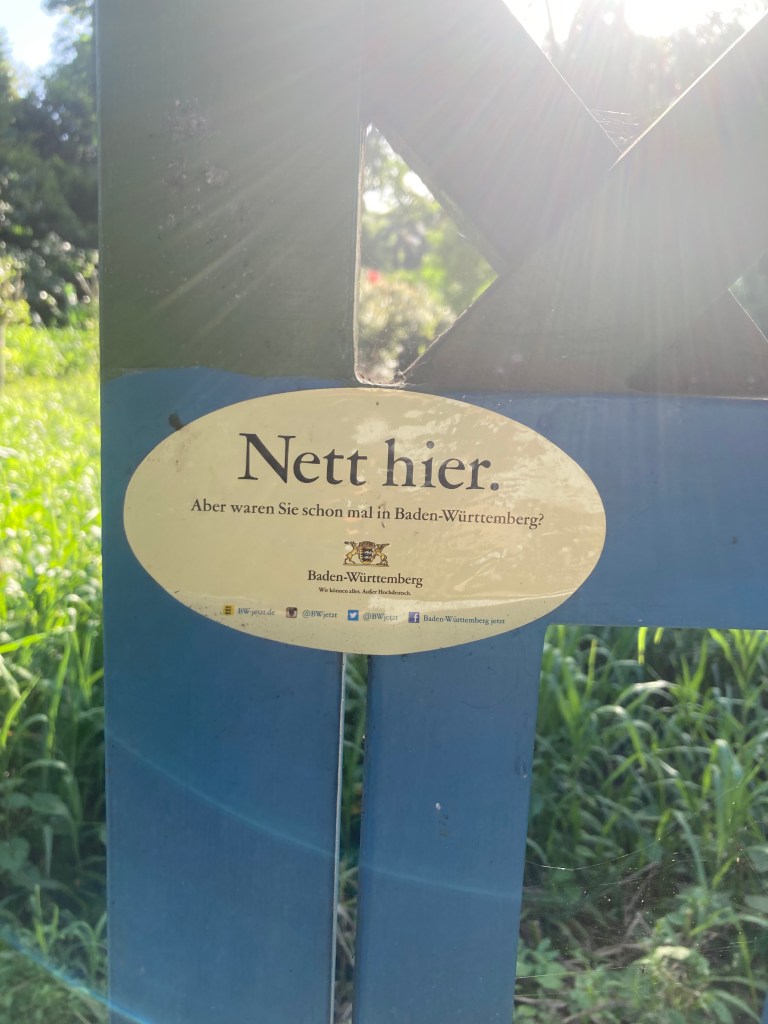 Nett hier.
Aber waren Sie schon mal in Baden-Württemberg?
Baden-Württemberg
Wir können alles. Außer Hochdeutsch.
BW-jetzt.de @BWjetzt @BWjetzt Baden-Württemberg jetzt